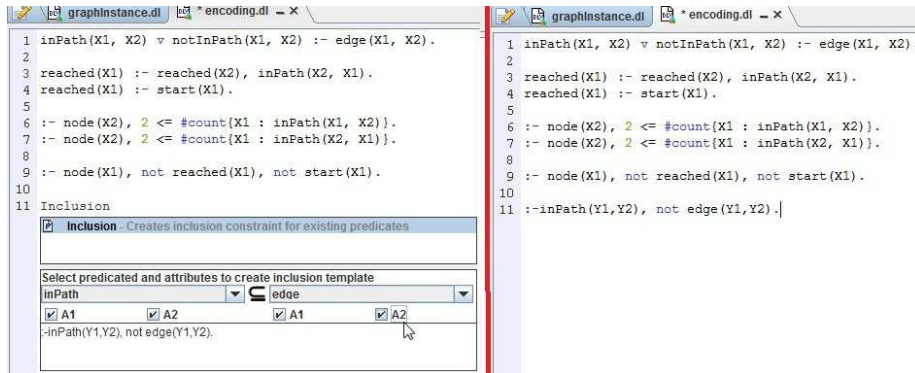 graphInstance.dl * encoding.dl
1 inPath(X1, X2) v notInPath(X1, X2) :- edge(X1, X2).
2
3 reached(X1) :- reached(X2), inPath(X2, X1).
4 reached(X1) :- start(X1).
5
6 :- node(X2), 2 <= #count{X1 : inPath(X1, X2)}.
7 :- node(X2), 2 <= #count{X1 : inPath(X2, X1)}.
8
9 :- node(X1), not reached(X1), not start(X1).
10
11 Inclusion
Inclusion - Creates inclusion constraint for existing predicates
Select predicated and attributes to create inclusion template
inPath ⊆ edge
A1 A2 A1 A2
:-inPath(Y1,Y2), not edge(Y1,Y2).
graphInstance.dl * encoding.dl
1 inPath(X1, X2) v notInPath(X1, X2) :- edge(X1, X2)
2
3 reached(X1) :- reached(X2), inPath(X2, X1).
4 reached(X1) :- start(X1).
5
6 :- node(X2), 2 <= #count{X1 : inPath(X1, X2)}.
7 :- node(X2), 2 <= #count{X1 : inPath(X2, X1)}.
8
9 :- node(X1), not reached(X1), not start(X1).
10
11 :-inPath(Y1,Y2), not edge(Y1,Y2).